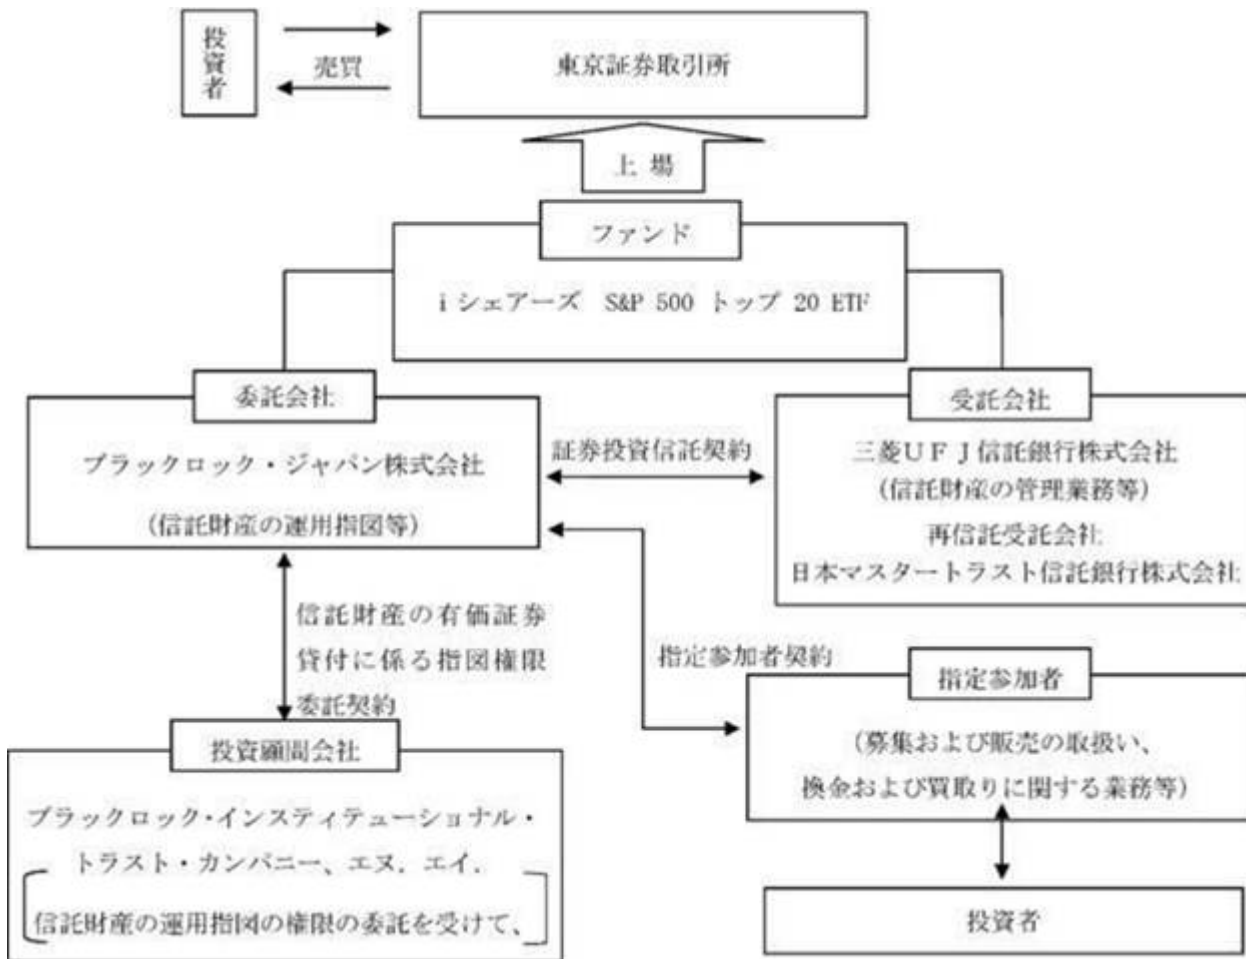 投資者
売買
東京証券取引所
上 場
ファンド
i シェアーズ S&P 500 トップ 20 ETF
委託会社
ブラックロック・ジャパン株式会社
(信託財産の運用指図等)
証券投資信託契約
受託会社
三菱UFJ信託銀行株式会社
(信託財産の管理業務等)
再信託受託会社
日本マスタートラスト信託銀行株式会社
信託財産の有価証券
貸付に係る指図権限
委託契約
指定参加者契約
指定参加者
(募集および販売の取扱い、
換金および買取りに関する業務等)
投資顧問会社
ブラックロック・インスティテューショナル・
トラスト・カンパニー、エヌ．エイ．
信託財産の運用指図の権限の委託を受けて、
投資者